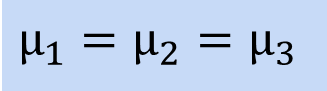 μ₁ = μ₂ = μ₃